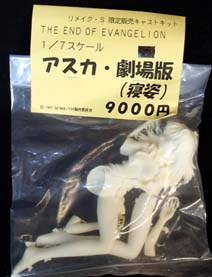 リメイク・S 限定販売キャストキット
THE END OF EVANGELION
1/7スケール
アスカ・劇場版
(寝姿)
9000円